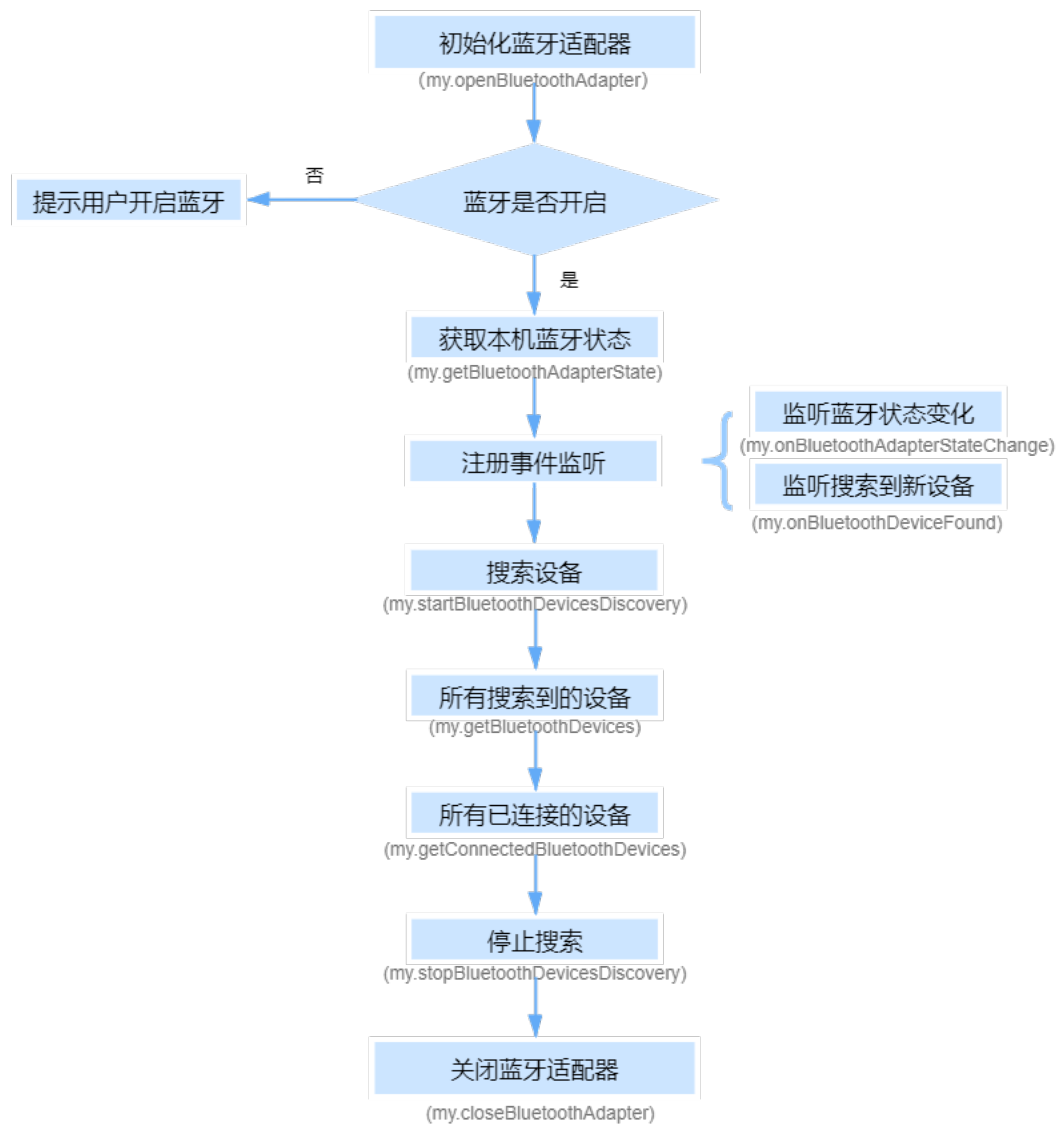 初始化蓝牙适配器
(my.openBluetoothAdapter)
否
提示用户开启蓝牙
蓝牙是否开启
是
获取本机蓝牙状态
(my.getBluetoothAdapterState)
监听蓝牙状态变化
(my.onBluetoothAdapterStateChange)
注册事件监听
监听搜索到新设备
(my.onBluetoothDeviceFound)
搜索设备
(my.startBluetoothDevicesDiscovery)
所有搜索到的设备
(my.getBluetoothDevices)
所有已连接的设备
(my.getConnectedBluetoothDevices)
停止搜索
(my.stopBluetoothDevicesDiscovery)
关闭蓝牙适配器
(my.closeBluetoothAdapter)